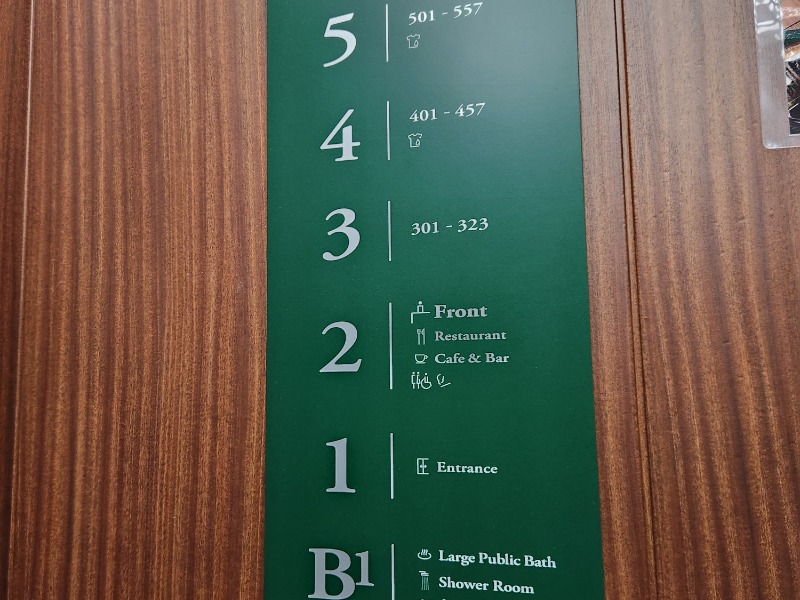 5
501 - 557
4
401 - 457
3
301 - 323
2
Front
Restaurant
Cafe & Bar
1
Entrance
B1
Large Public Bath
Shower Room